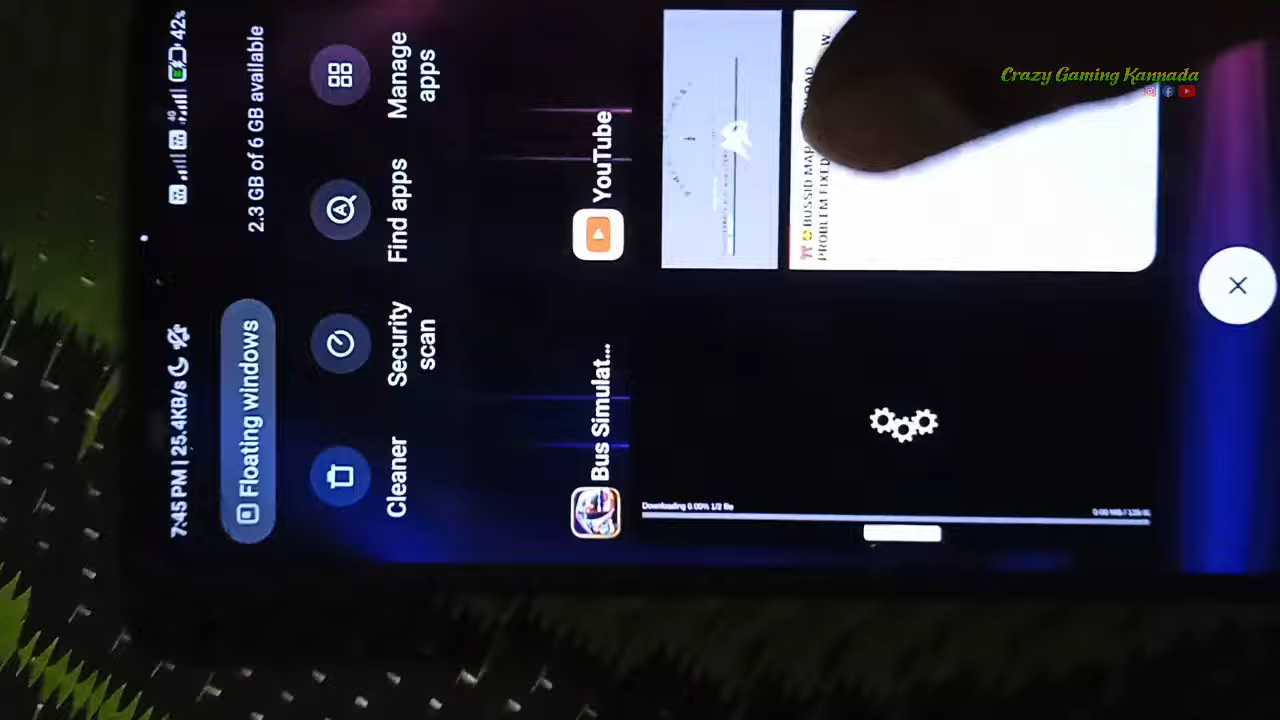 7:45 PM | 25.4KB/s
4G
42%
Floating windows
2.3 GB of 6 GB available
Cleaner
Security scan
Find apps
Manage apps
Bus Simulat...
YouTube
Downloading 0.00% 1/2 file
BUSSID MAP
PROBLEM FIXED
Crazy Gaming Kannada